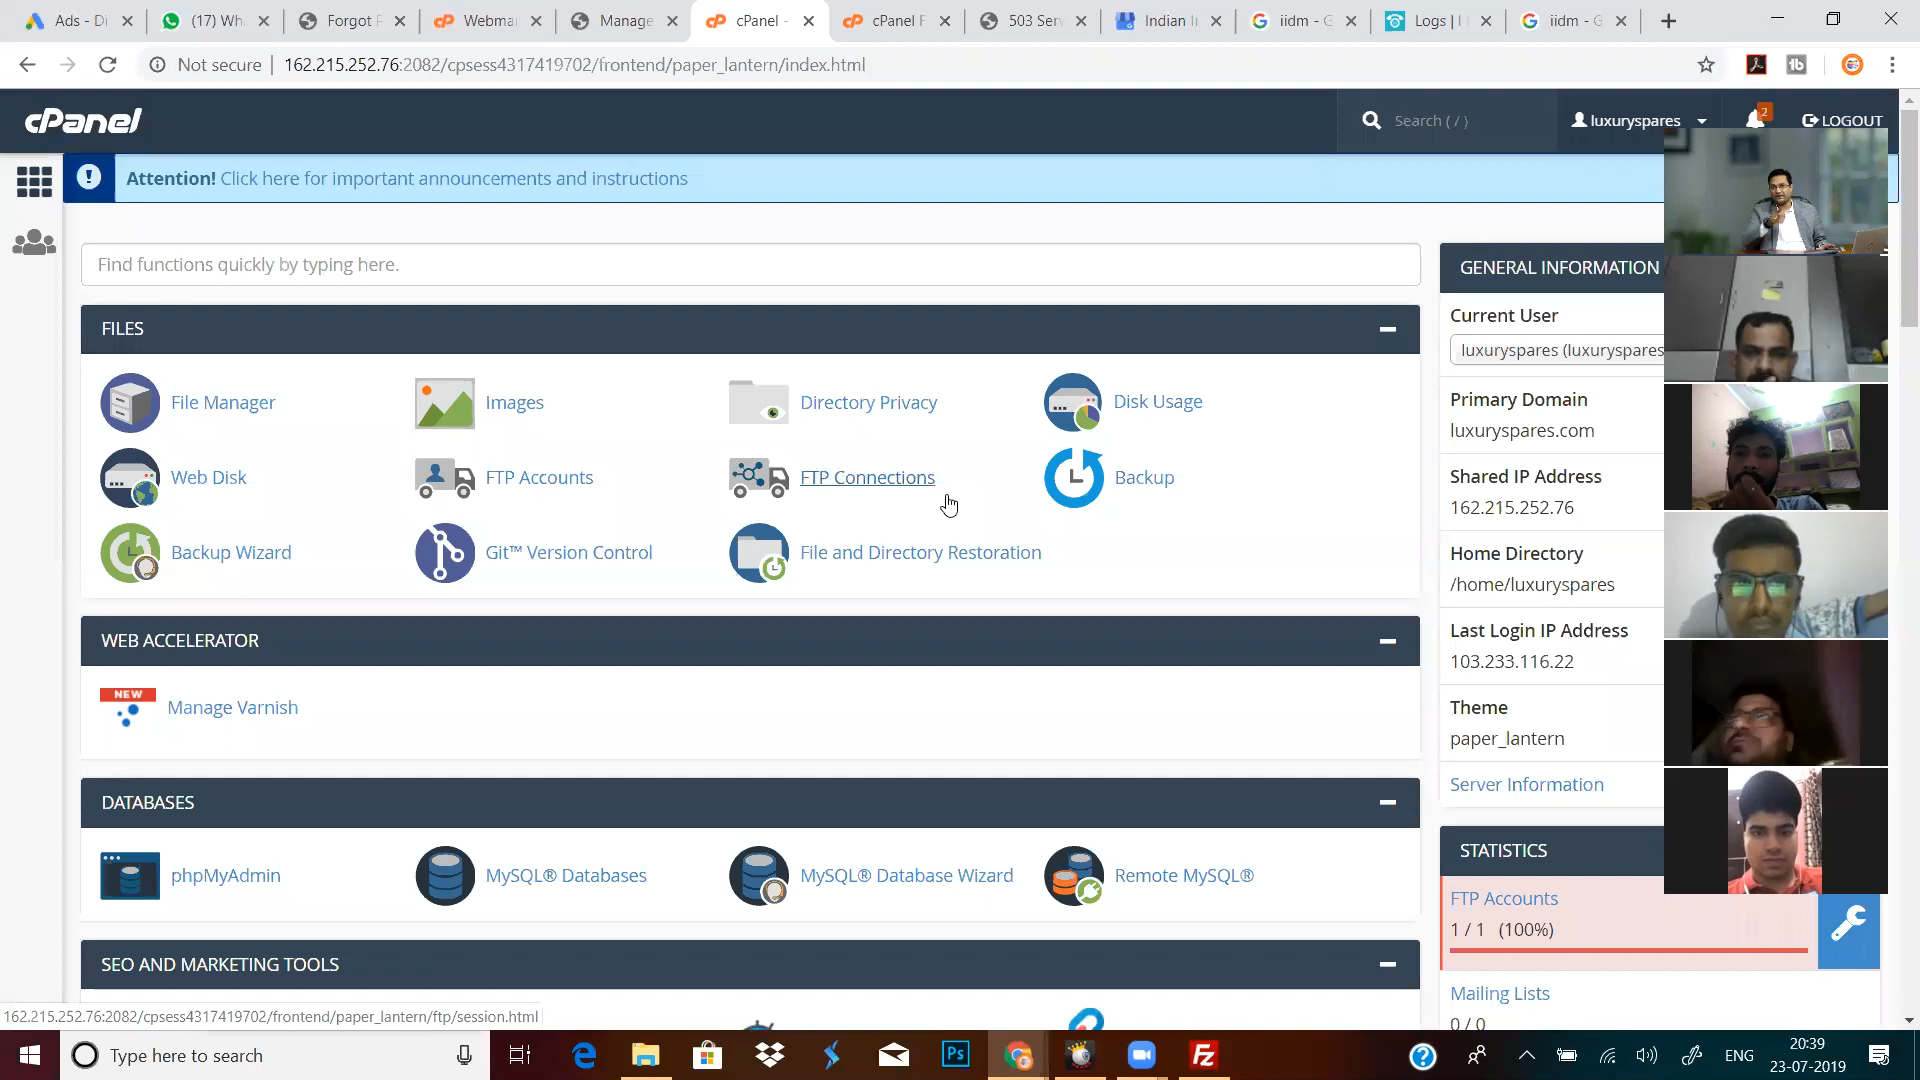 Ads - Di
(17) Wh
Forgot P
Webmai
Manage
cPanel -
cPanel F
503 Serv
Indian I
iidm - G
Logs | I
iidm - G
Not secure | 162.215.252.76:2082/cpsess4317419702/frontend/paper_lantern/index.html
cPanel
Search ( / )
luxuryspares
2
LOGOUT
Attention! Click here for important announcements and instructions
Find functions quickly by typing here.
FILES
File Manager
Images
Directory Privacy
Disk Usage
Web Disk
FTP Accounts
FTP Connections
Backup
Backup Wizard
Git™ Version Control
File and Directory Restoration
WEB ACCELERATOR
NEW
Manage Varnish
DATABASES
phpMyAdmin
MySQL® Databases
MySQL® Database Wizard
Remote MySQL®
SEO AND MARKETING TOOLS
GENERAL INFORMATION
Current User
luxuryspares (luxuryspares
Primary Domain
luxuryspares.com
Shared IP Address
162.215.252.76
Home Directory
/home/luxuryspares
Last Login IP Address
103.233.116.22
Theme
paper_lantern
Server Information
STATISTICS
FTP Accounts
1 / 1 (100%)
Mailing Lists
0 / 0
162.215.252.76:2082/cpsess4317419702/frontend/paper_lantern/ftp/session.html
Type here to search
Ps
Fz
ENG
20:39
23-07-2019